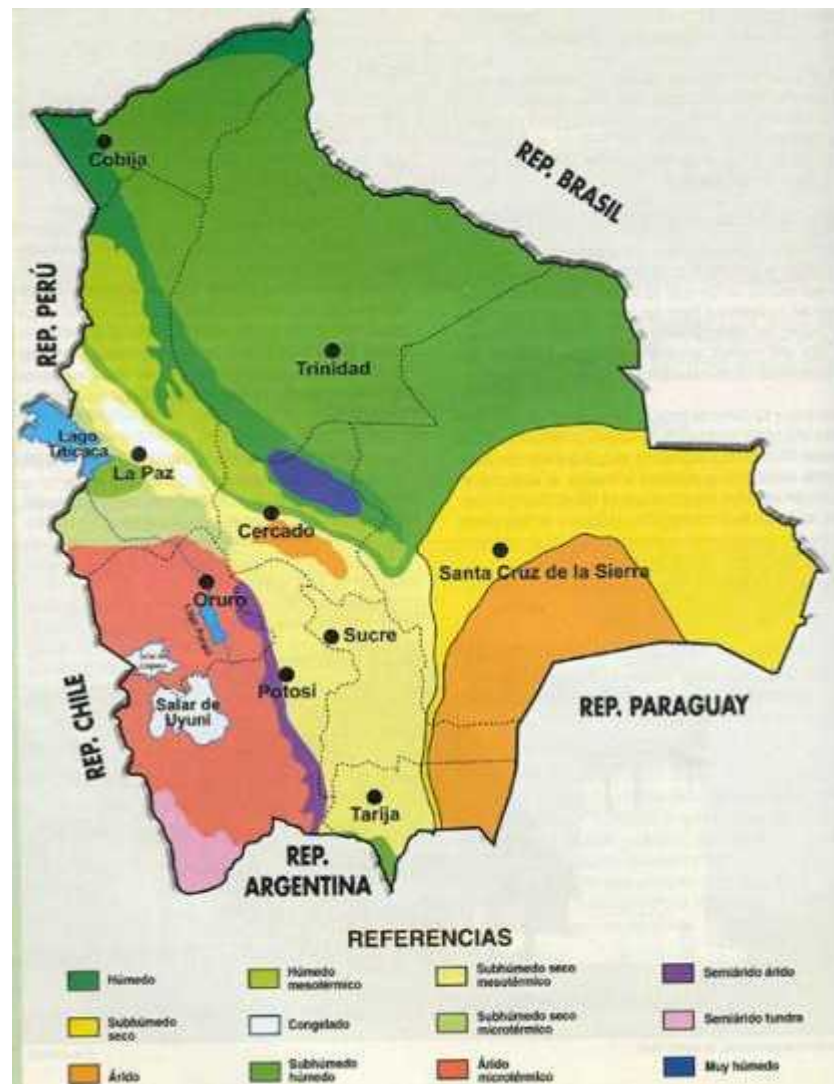 Cobija
REP. BRASIL
REP. PERÚ
Trinidad
Lago
Titicaca
La Paz
Cercado
Santa Cruz de la Sierra
Oruro
Sucre
Potosi
Salar de
Uyuni
REP. CHILE
REP. PARAGUAY
Tarija
REP.
ARGENTINA
REFERENCIAS
Húmedo
Húmedo
mesotérmico
Subhúmedo seco
mesotérmico
Semiárido árido
Subhúmedo
seco
Congelado
Subhúmedo seco
microtérmico
Semiárido tundra
Árido
Subhúmedo
húmedo
Árido
microtérmico
Muy húmedo